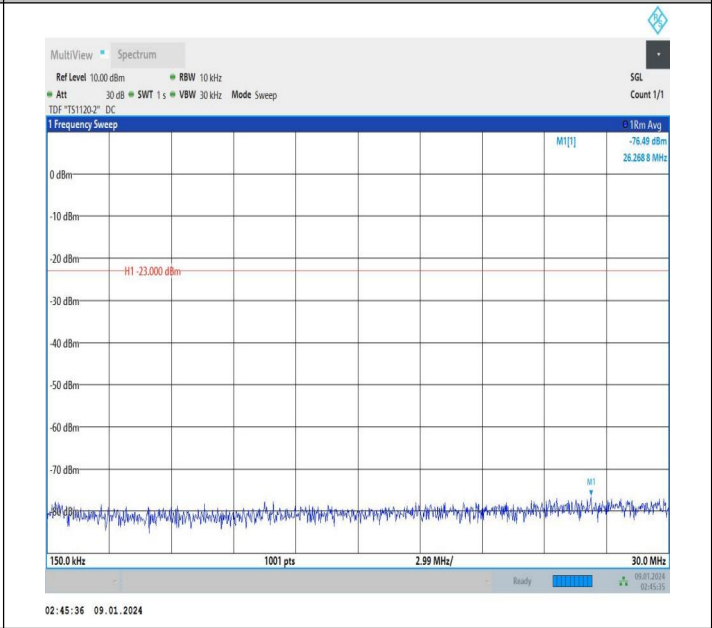 MultiView Spectrum
Ref Level 10.00 dBm RBW 10 kHz SGL
Att 30 dB SWT 1 s VBW 30 kHz Mode Sweep Count 1/1
TDF "TS1120-2" DC
1 Frequency Sweep 1Rm Avg
M1[1] -76.49 dBm
26.268 8 MHz
0 dBm
-10 dBm
-20 dBm
H1 -23.000 dBm
-30 dBm
-40 dBm
-50 dBm
-60 dBm
-70 dBm
M1
-80 dBm
150.0 kHz 1001 pts 2.99 MHz/ 30.0 MHz
Ready 09.01.2024
02:45:35
02:45:36 09.01.2024